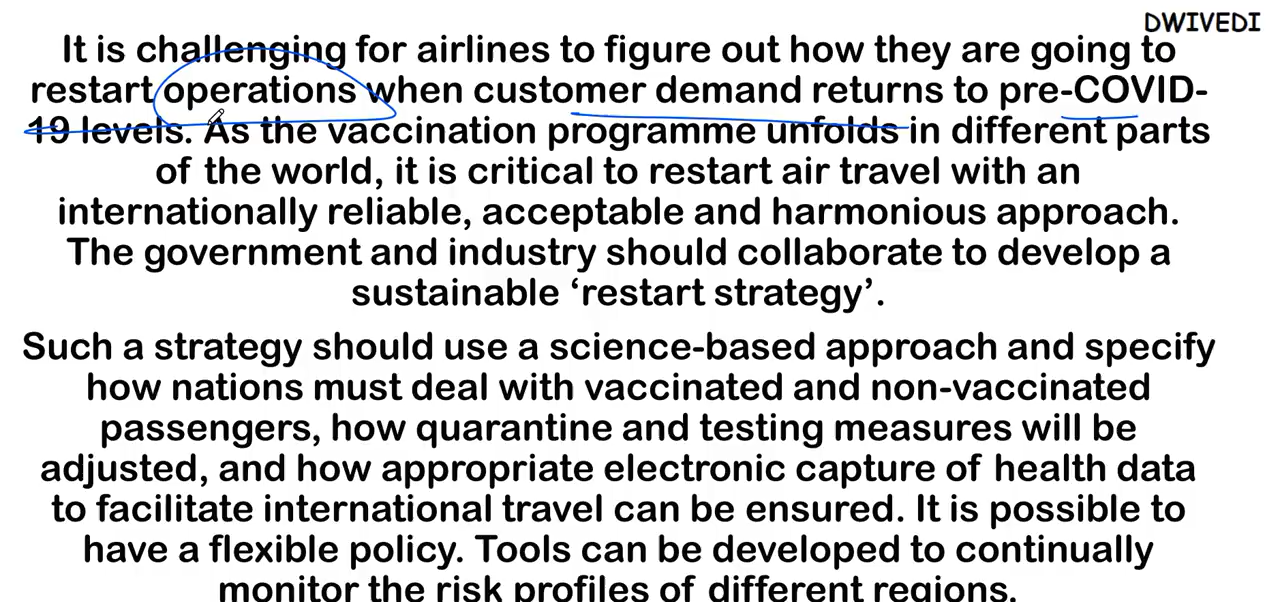 DWIVEDI
It is challenging for airlines to figure out how they are going to
restart operations when customer demand returns to pre-COVID-
19 levels. As the vaccination programme unfolds in different parts
of the world, it is critical to restart air travel with an
internationally reliable, acceptable and harmonious approach.
The government and industry should collaborate to develop a
sustainable ‘restart strategy’.
Such a strategy should use a science-based approach and specify
how nations must deal with vaccinated and non-vaccinated
passengers, how quarantine and testing measures will be
adjusted, and how appropriate electronic capture of health data
to facilitate international travel can be ensured. It is possible to
have a flexible policy. Tools can be developed to continually
monitor the risk profiles of different regions.